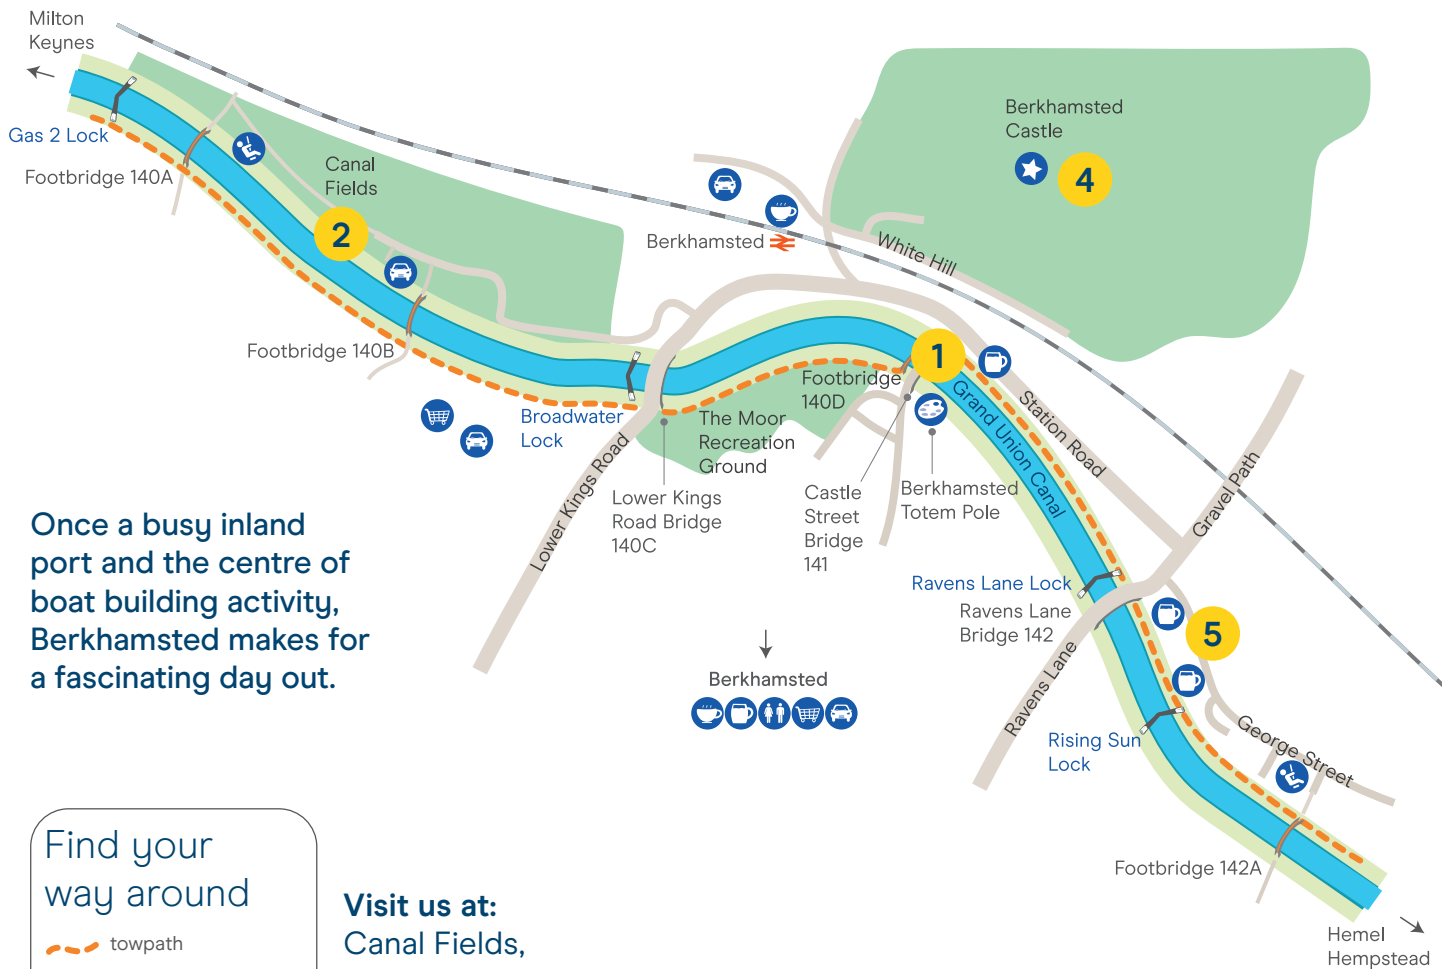 Milton
Keynes
Gas 2 Lock
Footbridge 140A
Canal
Fields
2
Footbridge 140B
Broadwater
Lock
Berkhamsted
Berkhamsted
Castle
4
White Hill
1
Footbridge
140D
The Moor
Recreation
Ground
Lower Kings Road
Lower Kings
Road Bridge
140C
Castle
Street
Bridge
141
Berkhamsted
Totem Pole
Grand Union Canal
Station Road
Gravel Path
Ravens Lane Lock
Ravens Lane
Bridge 142
Ravens Lane
5
Rising Sun
Lock
George Street
Footbridge 142A
Hemel
Hempstead
Berkhamsted
Once a busy inland
port and the centre of
boat building activity,
Berkhamsted makes for
a fascinating day out.
Find your
way around
towpath
Visit us at:
Canal Fields,